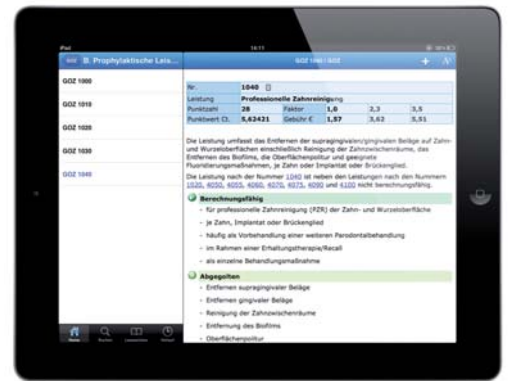 iPad 14:11
GOZ B. Prophylaktische Leis...
GOZ 1040 | GOZ
GOZ 1000
GOZ 1010
GOZ 1020
GOZ 1030
GOZ 1040
Nr. 1040
Leistung Professionelle Zahnreinigung
Punktzahl 28 Faktor 1,0 2,3 3,5
Punktwert Ct. 5,62421 Gebühr € 1,57 3,62 5,51
Die Leistung umfasst das Entfernen der supragingivalen/gingivalen Beläge auf Zahn-
und Wurzeloberflächen einschließlich Reinigung der Zahnzwischenräume, das
Entfernen des Biofilms, die Oberflächenpolitur und geeignete
Fluoridierungsmaßnahmen, je Zahn oder Implantat oder Brückenglied.
Die Leistung nach der Nummer 1040 ist neben den Leistungen nach den Nummern
1020, 4050, 4055, 4060, 4070, 4075, 4090 und 4100 nicht berechnungsfähig.
Berechnungsfähig
- für professionelle Zahnreinigung (PZR) der Zahn- und Wurzeloberfläche
- je Zahn, Implantat oder Brückenglied
- häufig als Vorbehandlung einer weiteren Parodontalbehandlung
- im Rahmen einer Erhaltungstherapie/Recall
- als einzelne Behandlungsmaßnahme
Abgegolten
- Entfernen supragingivaler Beläge
- Entfernen gingivaler Beläge
- Reinigung der Zahnzwischenräume
- Entfernung des Biofilms
- Oberflächenpolitur
Home Suchen Lesezeichen Verlauf